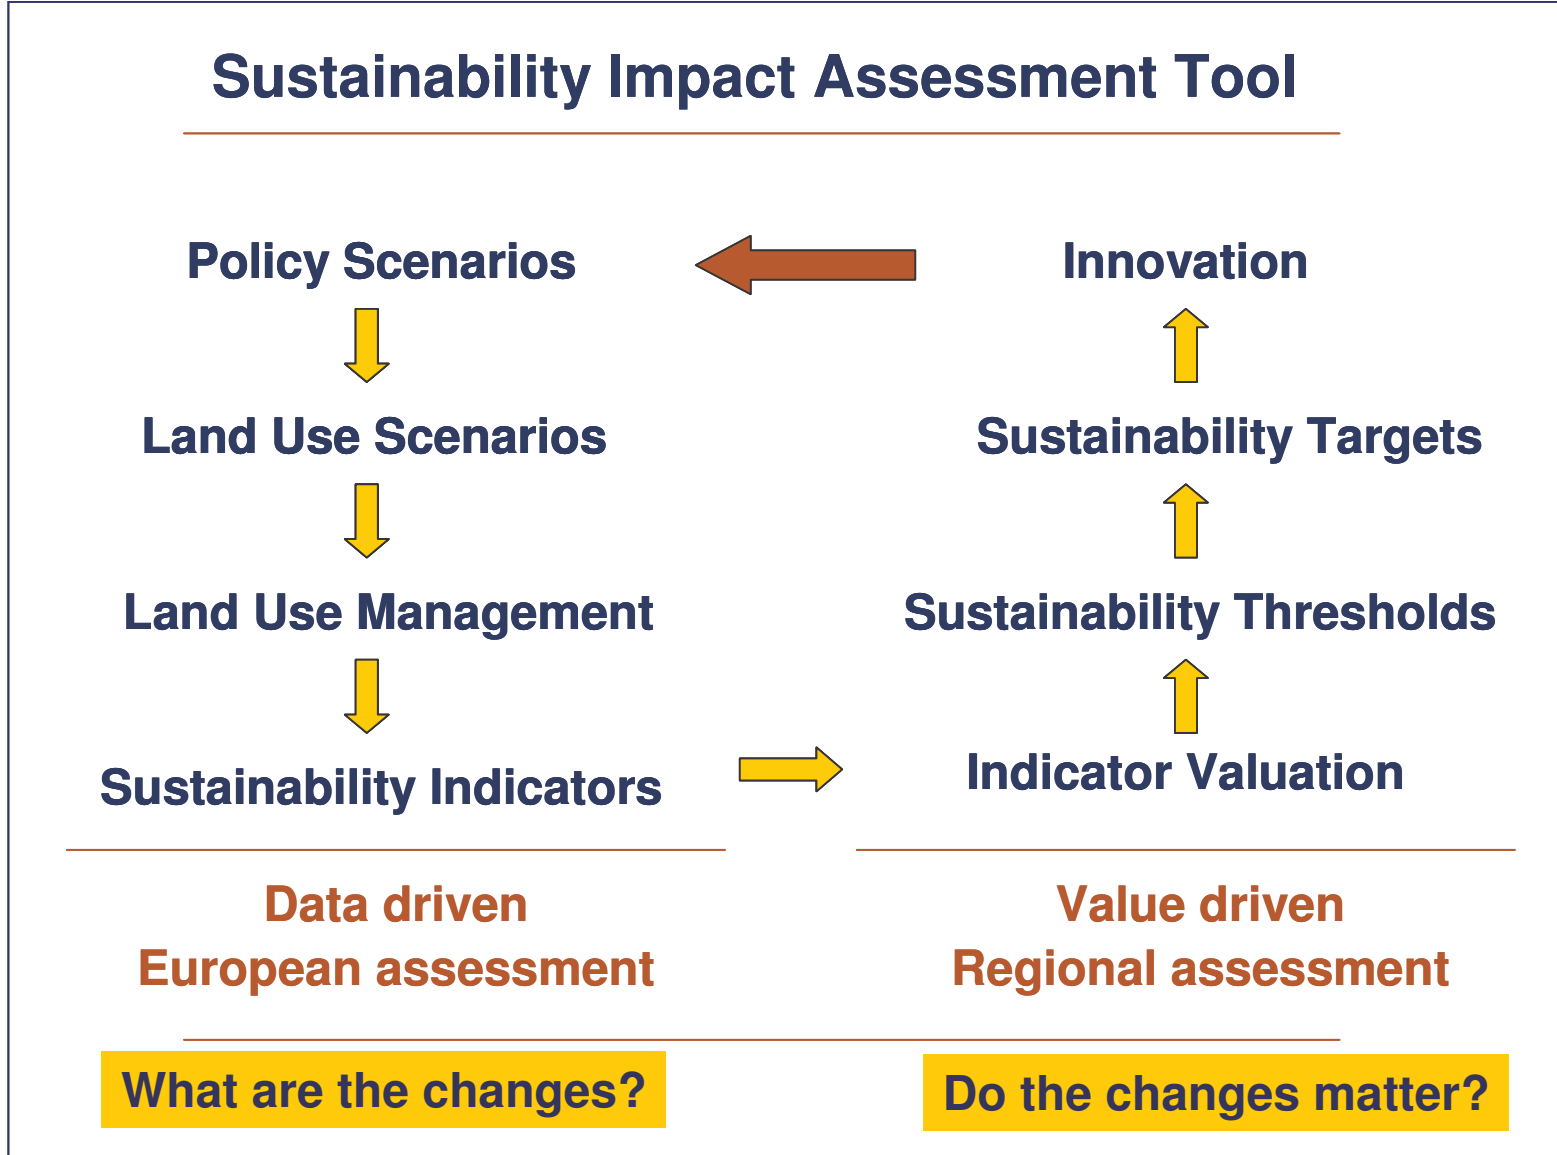 Sustainability Impact Assessment Tool
Policy Scenarios
Land Use Scenarios
Land Use Management
Sustainability Indicators
Data driven
European assessment
What are the changes?
Innovation
Sustainability Targets
Sustainability Thresholds
Indicator Valuation
Value driven
Regional assessment
Do the changes matter?